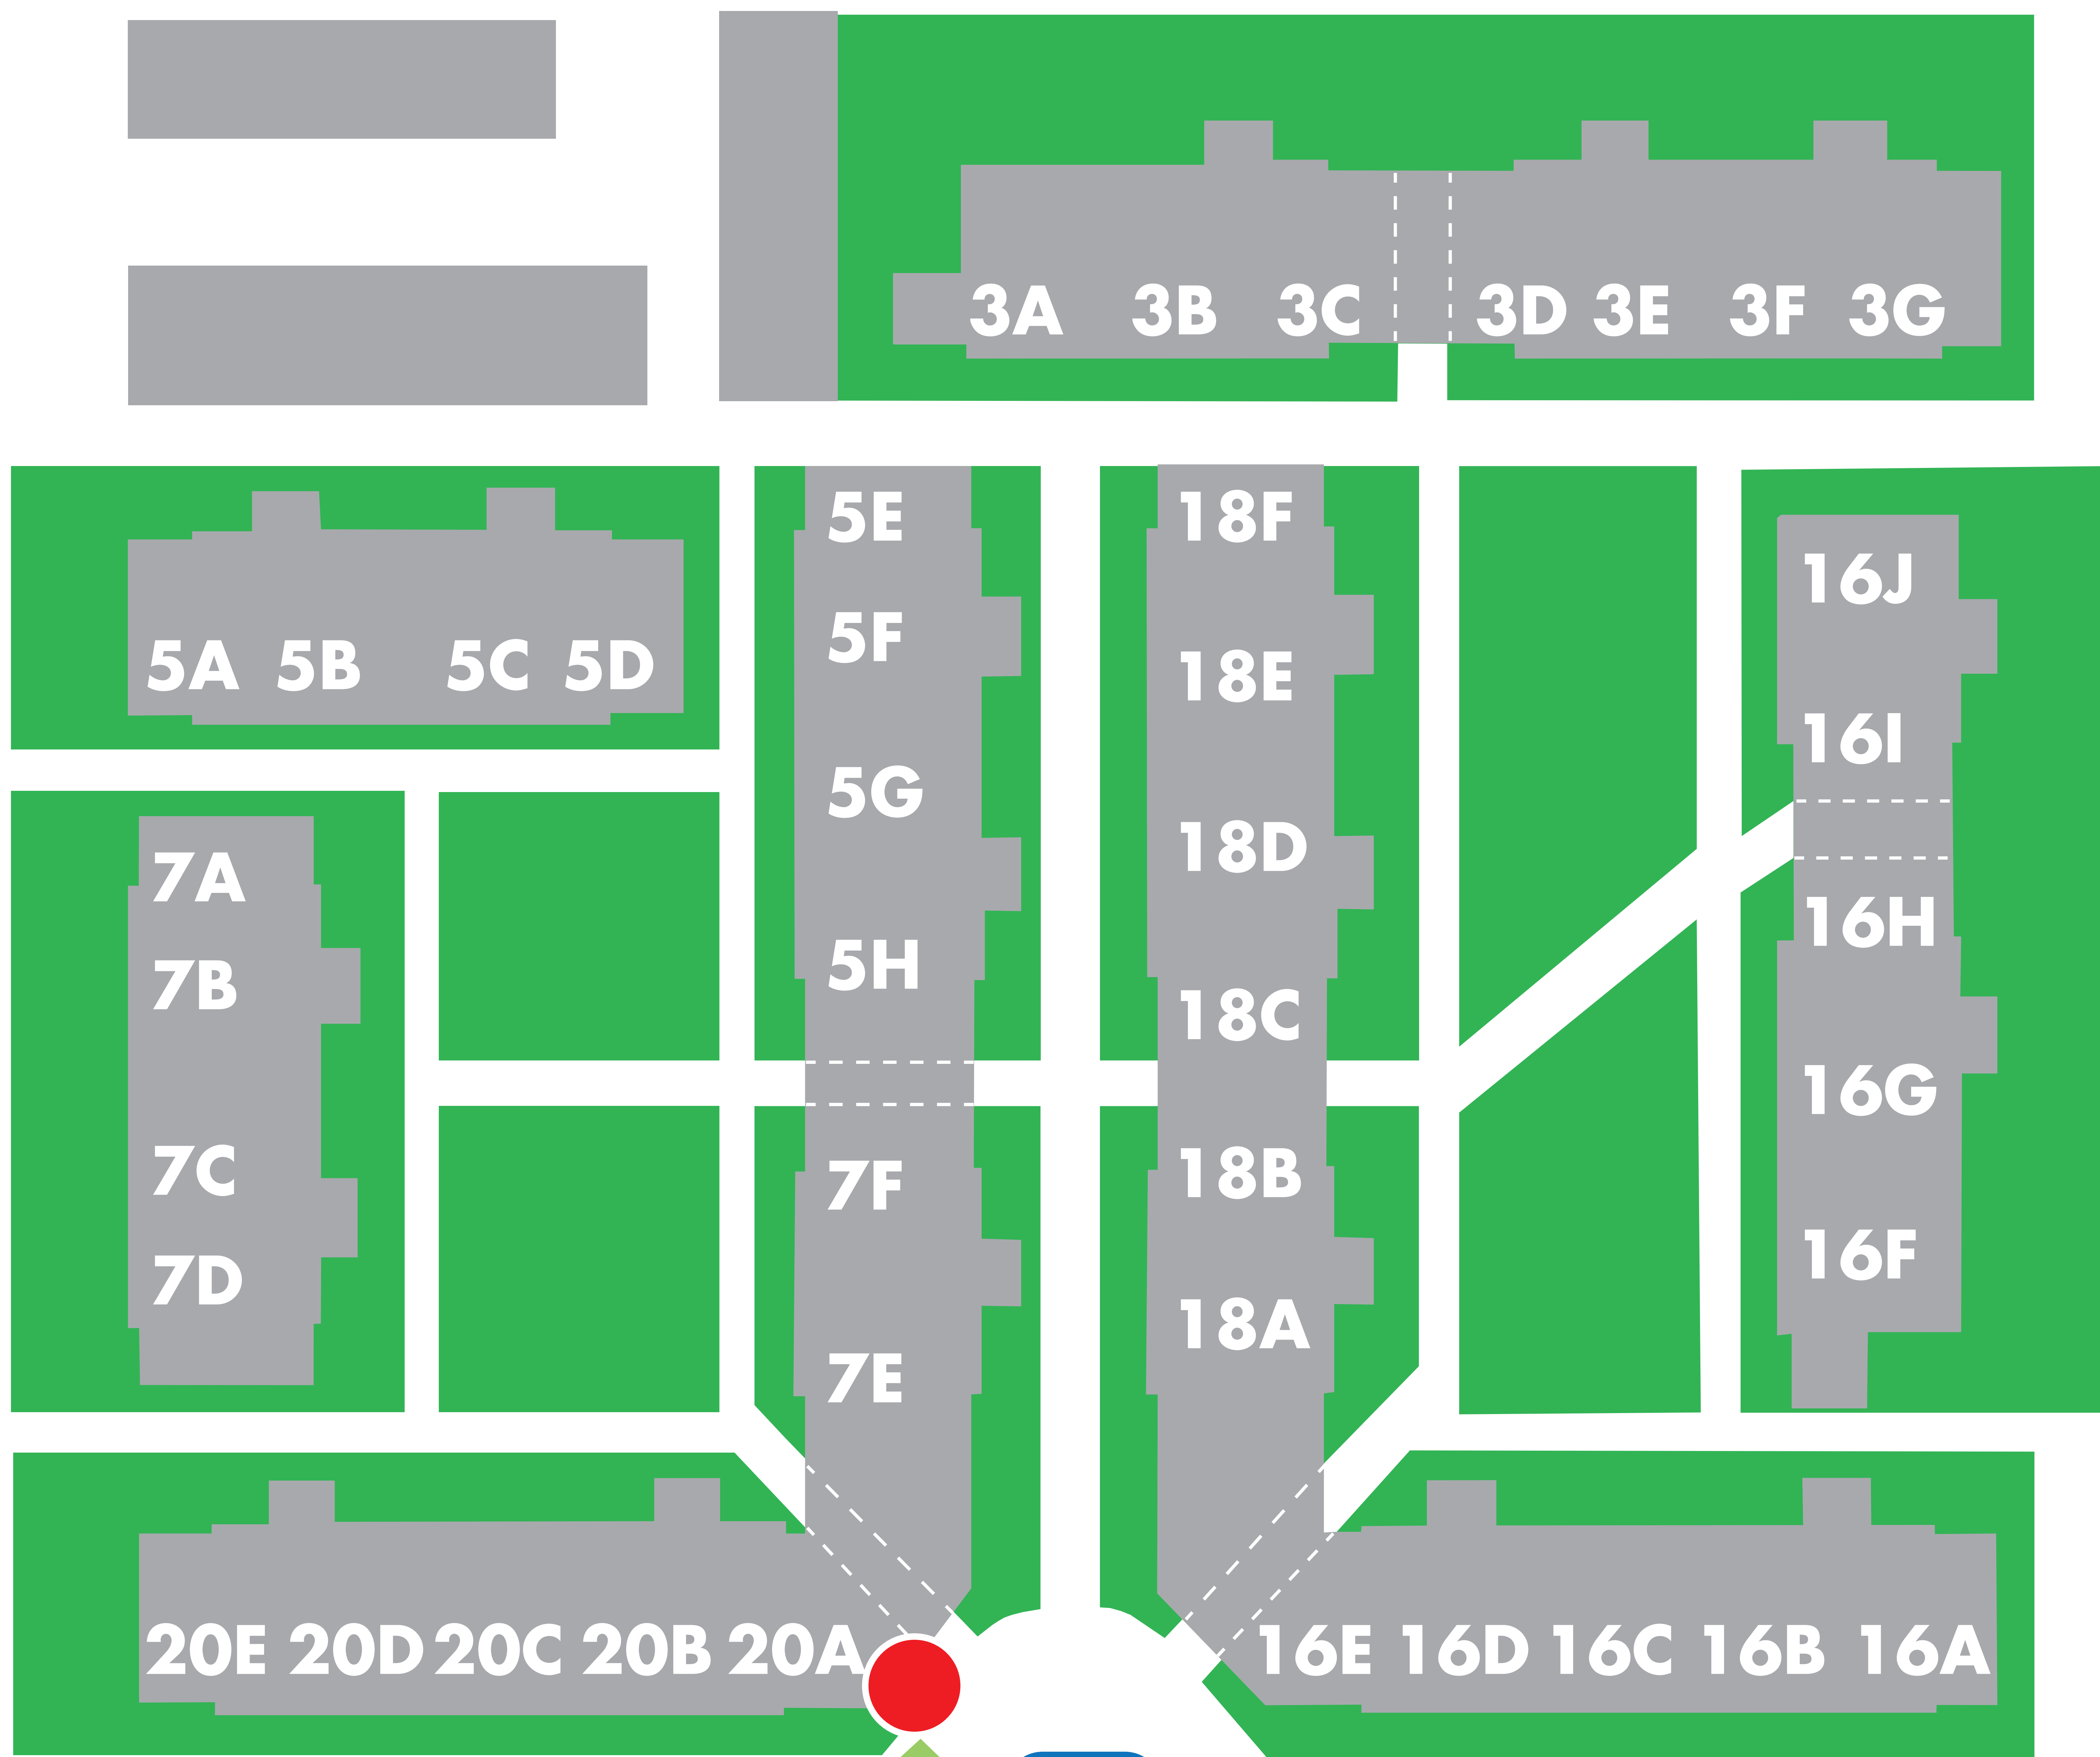 3A 3B 3C 3D 3E 3F 3G
5A 5B 5C 5D
5E
5F
5G
5H
18F
18E
18D
18C
18B
18A
16J
16I
16H
16G
16F
7A
7B
7C
7D
7F
7E
20E 20D 20C 20B 20A
16E 16D 16C 16B 16A